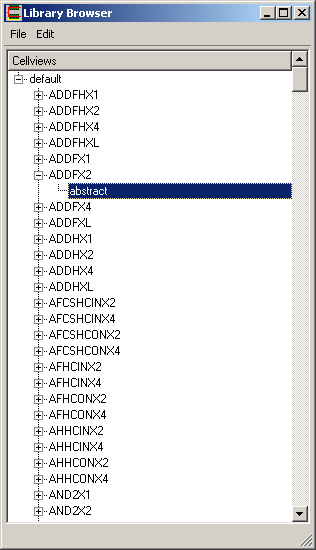 Library Browser
File Edit
Cellviews
default
ADDFHX1
ADDFHX2
ADDFHX4
ADDFHXL
ADDFX1
ADDFX2
abstract
ADDFX4
ADDFXL
ADDHX1
ADDHX2
ADDHX4
ADDHXL
AFCSHCINX2
AFCSHCINX4
AFCSHCONX2
AFCSHCONX4
AFHCINX2
AFHCINX4
AFHCONX2
AFHCONX4
AHHCINX2
AHHCINX4
AHHCONX2
AHHCONX4
AND2X1
AND2X2